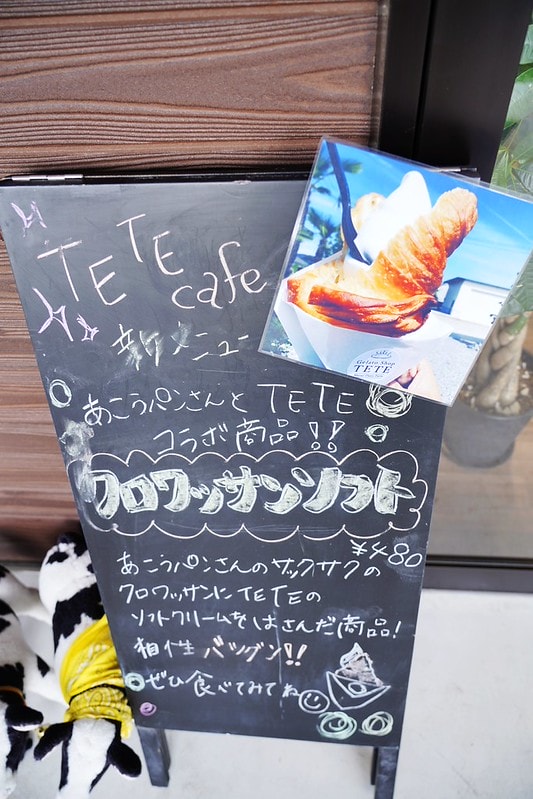 TETE
cafe
新メニュー
あこうパンさんとTETE
コラボ商品!!
クロワッサンソフト
¥480
あこうパンさんのサックサクの
クロワッサンにTETEの
ソフトクリームをはさんだ商品!
相性バツグン!!
ぜひ食べてみてね
Gelato Shop
TETE